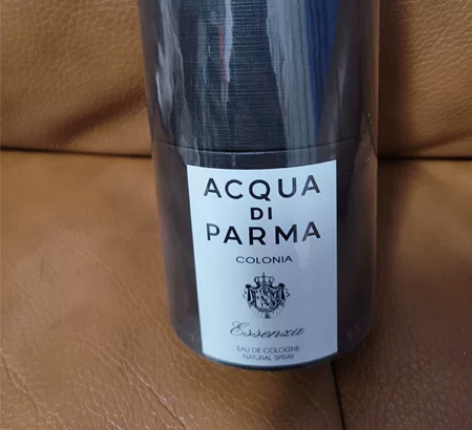 ACQUA
DI
PARMA
COLONIA
Essenza
EAU DE COLOGNE
NATURAL SPRAY